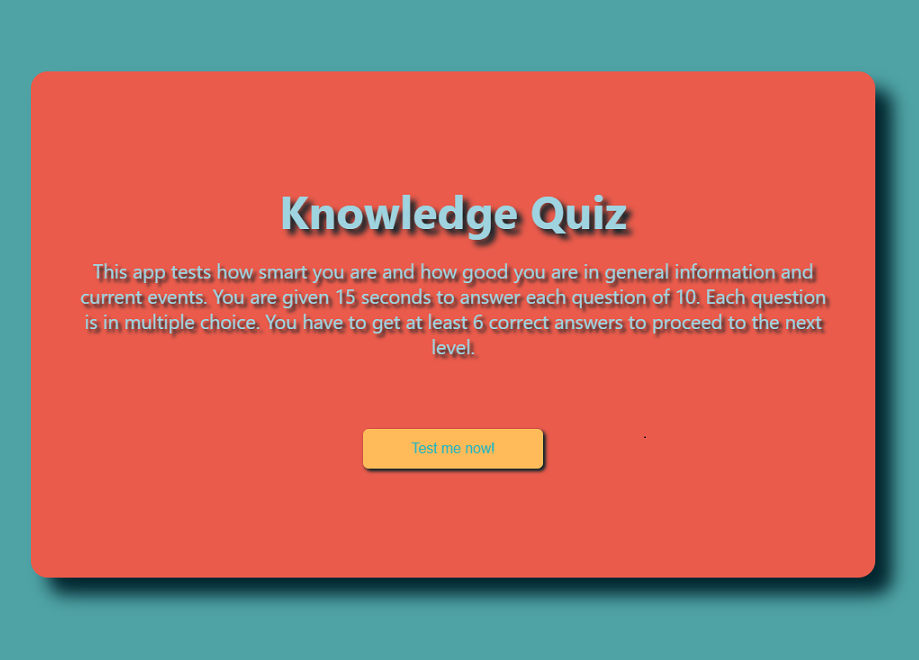 Knowledge Quiz
This app tests how smart you are and how good you are in general information and
current events. You are given 15 seconds to answer each question of 10. Each question
is in multiple choice. You have to get at least 6 correct answers to proceed to the next
level.
Test me now!